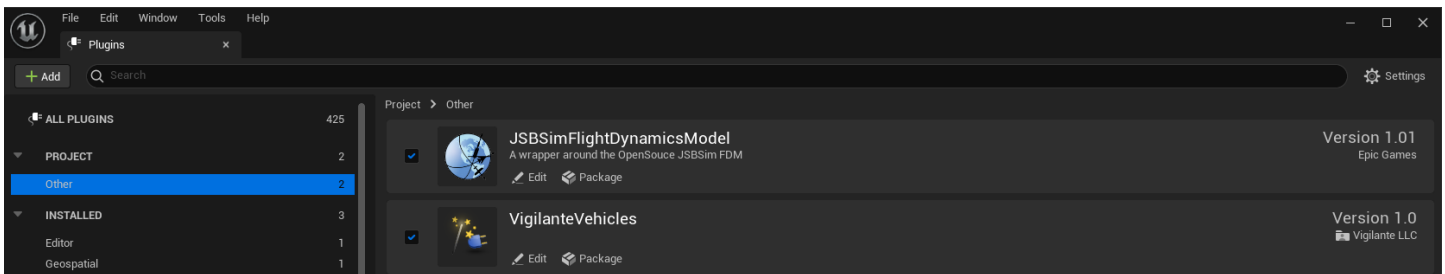 File Edit Window Tools Help
Plugins
Add Search Settings
ALL PLUGINS 425
PROJECT 2
Other 2
INSTALLED 3
Editor 1
Geospatial 1
Project > Other
JSBSimFlightDynamicsModel Version 1.01
A wrapper around the OpenSouce JSBSim FDM Epic Games
Edit Package
VigilanteVehicles Version 1.0
Vigilante LLC
Edit Package